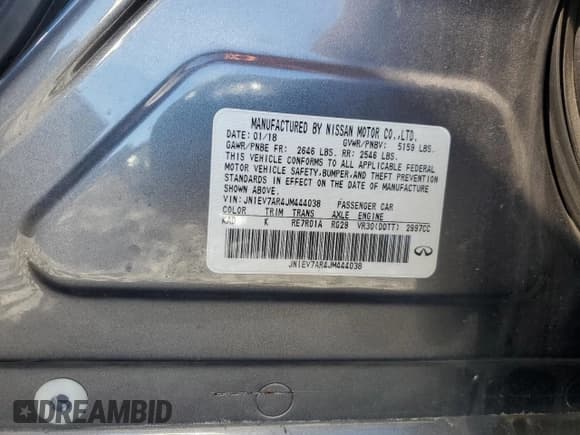 MANUFACTURED BY NISSAN MOTOR CO.,LTD.
DATE: 01/18 GVWR/PNBV: 5159 LBS.
GAWR/PNBE FR: 2646 LBS. RR: 2546 LBS.
THIS VEHICLE CONFORMS TO ALL APPLICABLE FEDERAL
MOTOR VEHICLE SAFETY,BUMPER,AND THEFT PREVENTION
STANDARDS IN EFFECT ON THE DATE OF MANUFACTURE
SHOWN ABOVE.
VIN: JN1EV7AR4JM444038 PASSENGER CAR
COLOR TRIM TRANS AXLE ENGINE
KAD K RE7R01A RG29 VR30(DDTT) 2997CC
JN1EV7AR4JM444038
DREAMBID